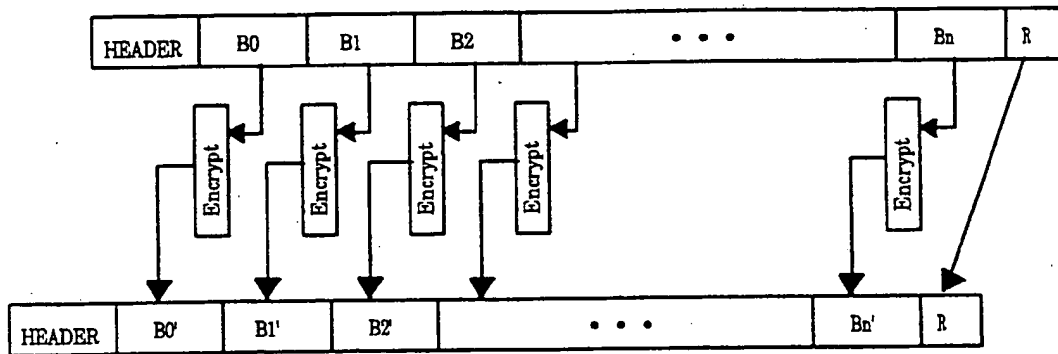 HEADER B0 B1 B2 • • • Bn R
Encrypt Encrypt Encrypt Encrypt Encrypt
HEADER B0' B1' B2' • • • Bn' R